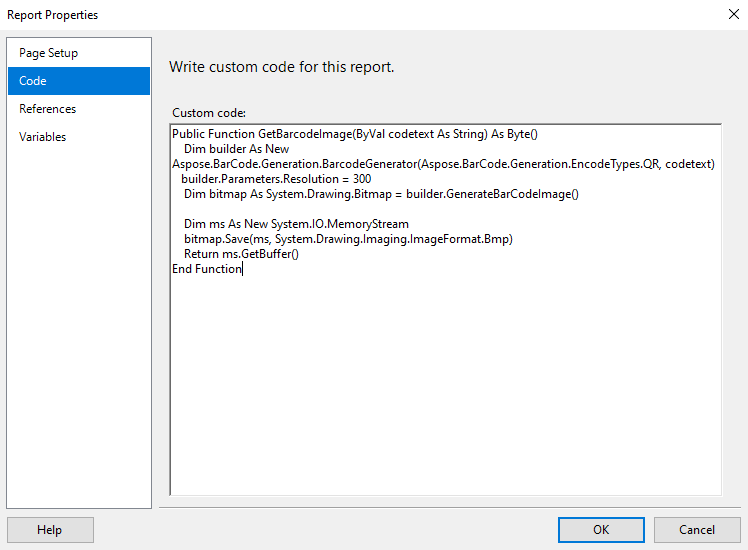 Report Properties
Page Setup
Code
References
Variables
Write custom code for this report.
Custom code:
Public Function GetBarcodeImage(ByVal codetext As String) As Byte()
    Dim builder As New
Aspose.BarCode.Generation.BarcodeGenerator(Aspose.BarCode.Generation.EncodeTypes.QR, codetext)
   builder.Parameters.Resolution = 300
    Dim bitmap As System.Drawing.Bitmap = builder.GenerateBarCodeImage()
    Dim ms As New System.IO.MemoryStream
    bitmap.Save(ms, System.Drawing.Imaging.ImageFormat.Bmp)
    Return ms.GetBuffer()
End Function
Help
OK
Cancel